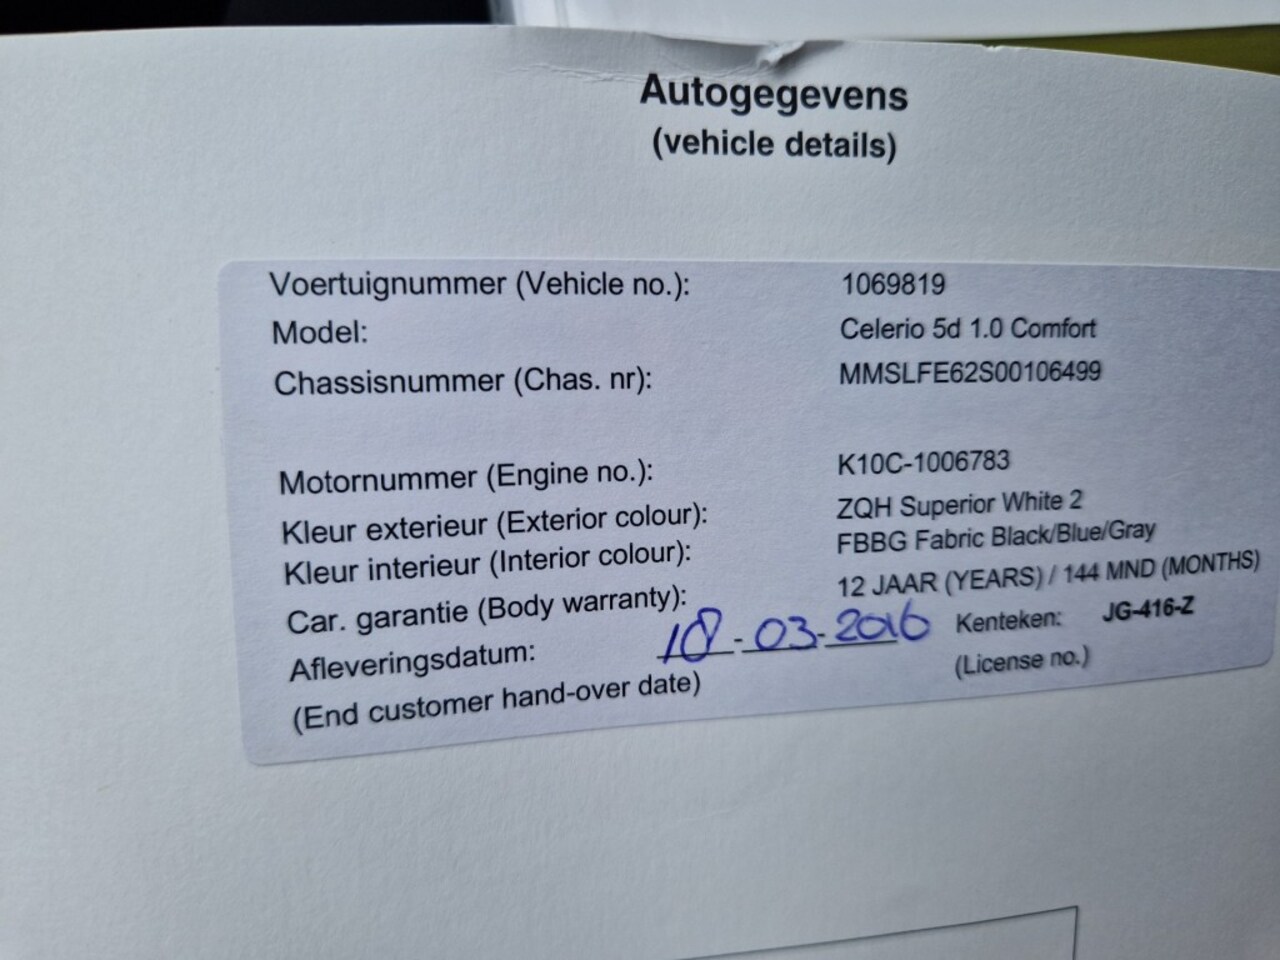 Autogegevens
(vehicle details)
Voertuignummer (Vehicle no.): 1069819
Model: Celerio 5d 1.0 Comfort
Chassisnummer (Chas. nr): MMSLFE62S00106499
Motornummer (Engine no.): K10C-1006783
Kleur exterieur (Exterior colour): ZQH Superior White 2
Kleur interieur (Interior colour): FBBG Fabric Black/Blue/Gray
Car. garantie (Body warranty): 12 JAAR (YEARS) / 144 MND (MONTHS)
Afleveringsdatum: 18-03-2016 Kenteken: JG-416-Z
(End customer hand-over date) (License no.)